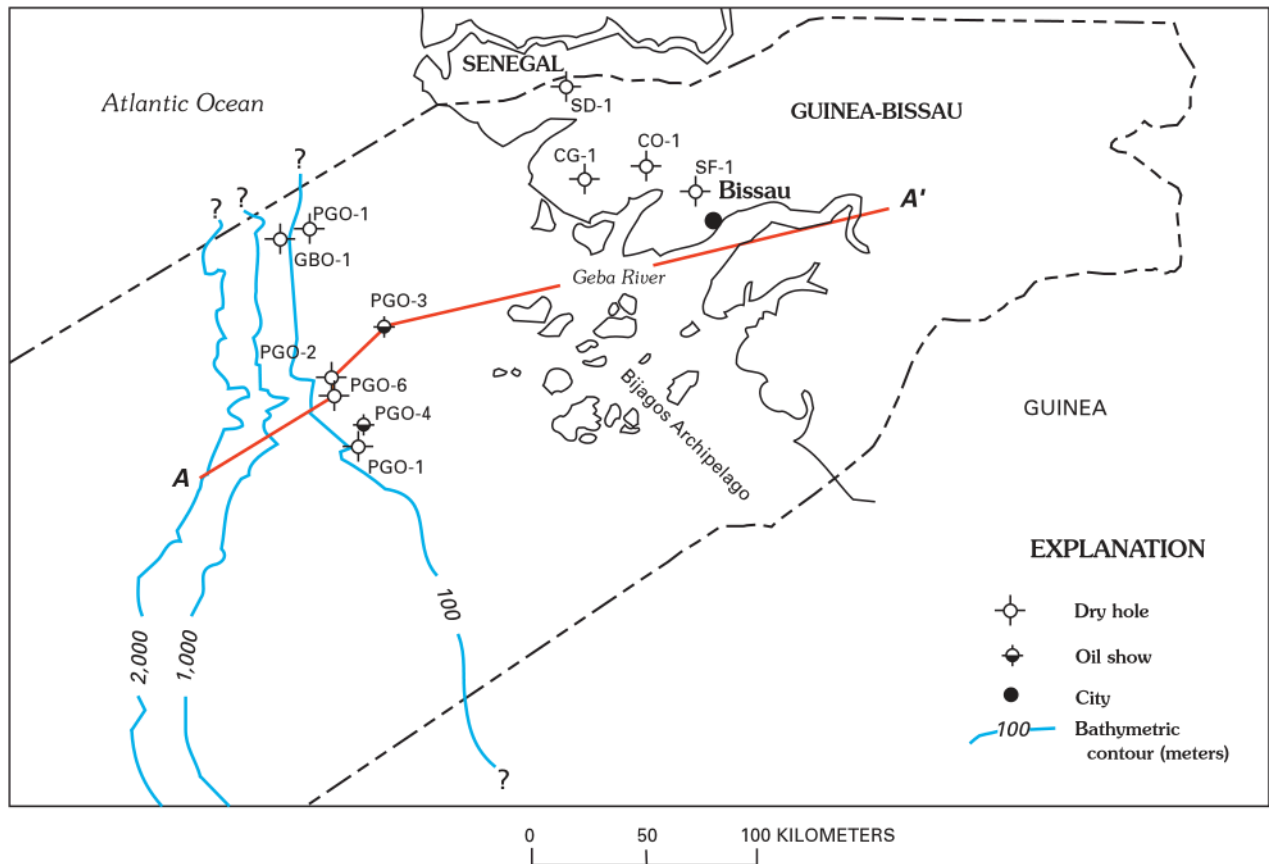 SENEGAL
Atlantic Ocean
SD-1
GUINEA-BISSAU
CO-1
CG-1
SF-1
?
?
?
Bissau
A'
PGO-1
GBO-1
Geba River
PGO-3
PGO-2
PGO-6
PGO-4
PGO-1
A
Bijagos Archipelago
GUINEA
EXPLANATION
Dry hole
Oil show
City
100 Bathymetric
contour (meters)
100
2,000
1,000
?
0 50 100 KILOMETERS